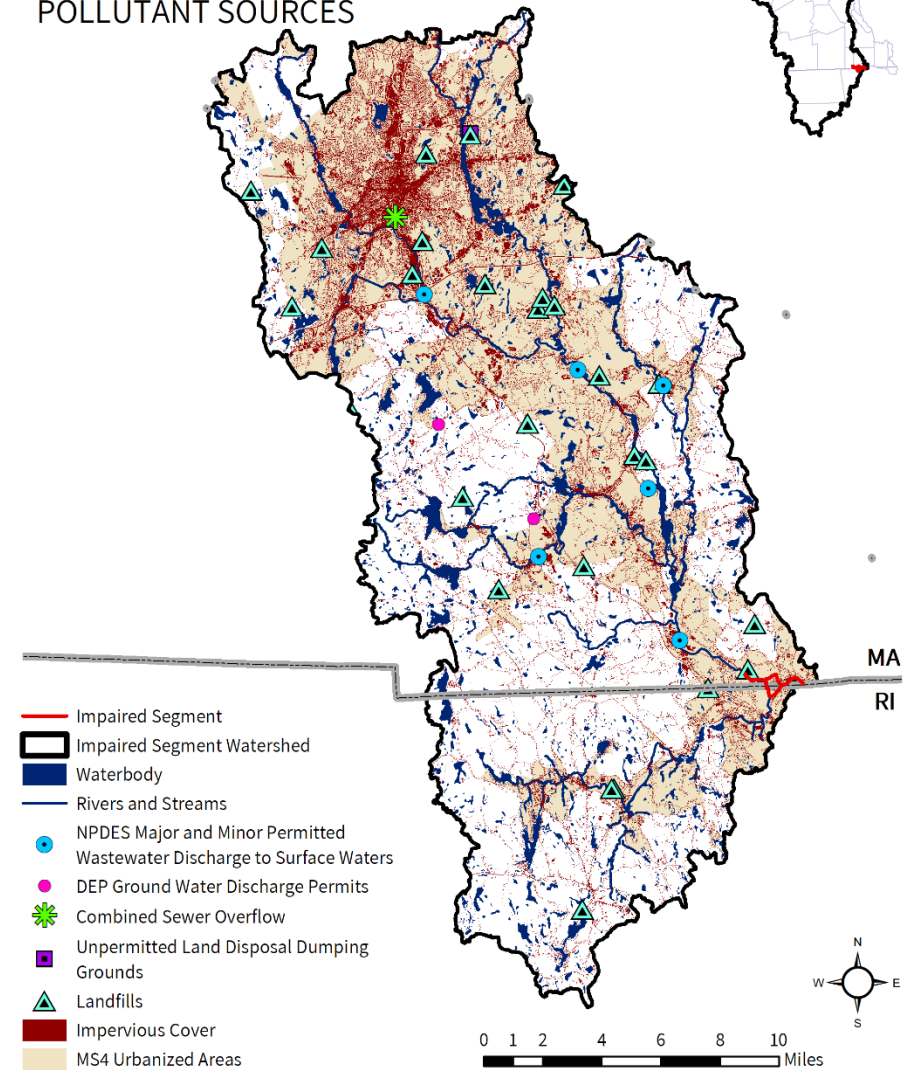 POLLUTANT SOURCES
MA
RI
Impaired Segment
Impaired Segment Watershed
Waterbody
Rivers and Streams
NPDES Major and Minor Permitted
Wastewater Discharge to Surface Waters
DEP Ground Water Discharge Permits
Combined Sewer Overflow
Unpermitted Land Disposal Dumping
Grounds
Landfills
Impervious Cover
MS4 Urbanized Areas
N
W E
S
0 1 2 4 6 8 10
Miles